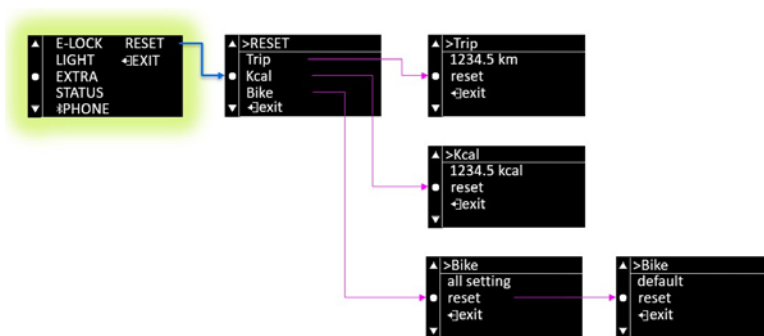 E-LOCK RESET
LIGHT EXIT
EXTRA
STATUS
PHONE
>RESET
Trip
Kcal
Bike
exit
>Trip
1234.5 km
reset
exit
>Kcal
1234.5 kcal
reset
exit
>Bike
all setting
reset
exit
>Bike
default
reset
exit